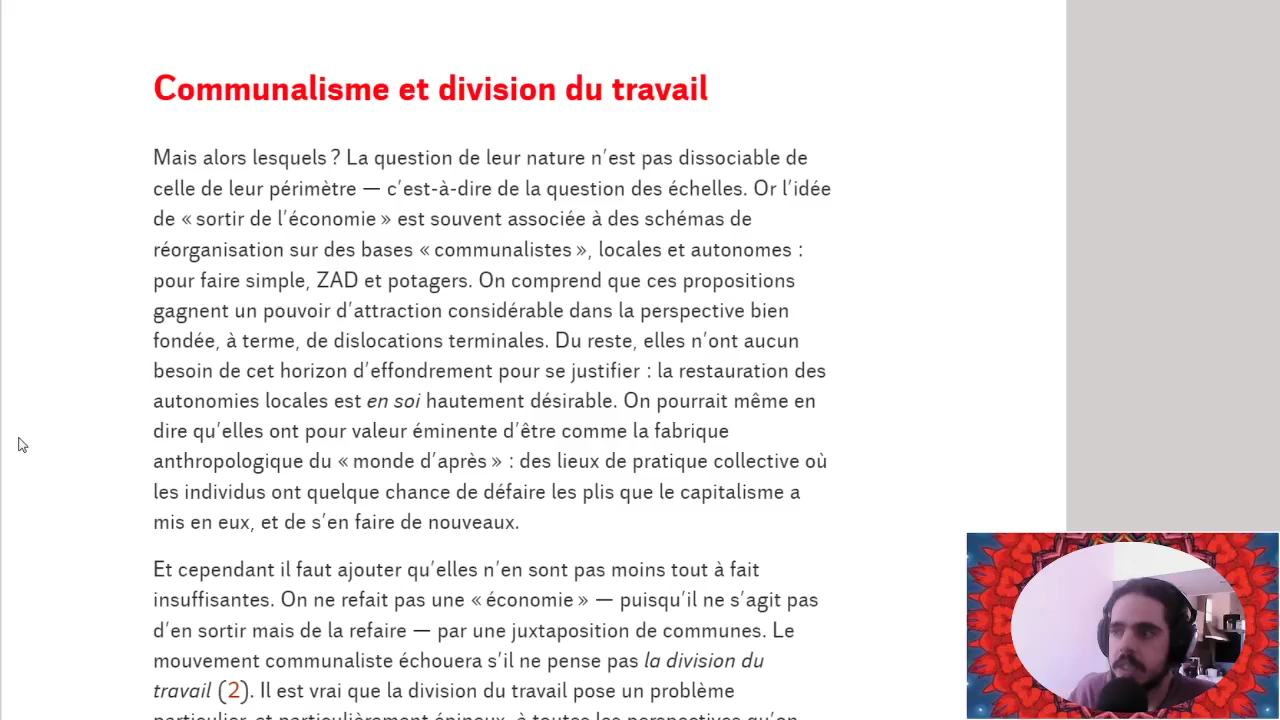 Communalisme et division du travail
Mais alors lesquels ? La question de leur nature n’est pas dissociable de
celle de leur périmètre — c’est-à-dire de la question des échelles. Or l’idée
de « sortir de l’économie » est souvent associée à des schémas de
réorganisation sur des bases « communalistes », locales et autonomes :
pour faire simple, ZAD et potagers. On comprend que ces propositions
gagnent un pouvoir d’attraction considérable dans la perspective bien
fondée, à terme, de dislocations terminales. Du reste, elles n’ont aucun
besoin de cet horizon d’effondrement pour se justifier : la restauration des
autonomies locales est en soi hautement désirable. On pourrait même en
dire qu’elles ont pour valeur éminente d’être comme la fabrique
anthropologique du « monde d’après » : des lieux de pratique collective où
les individus ont quelque chance de défaire les plis que le capitalisme a
mis en eux, et de s’en faire de nouveaux.
Et cependant il faut ajouter qu’elles n’en sont pas moins tout à fait
insuffisantes. On ne refait pas une « économie » — puisqu’il ne s’agit pas
d’en sortir mais de la refaire — par une juxtaposition de communes. Le
mouvement communaliste échouera s’il ne pense pas la division du
travail (2). Il est vrai que la division du travail pose un problème
particulier, et particulièrement épineux, à toutes les perspectives qu’on